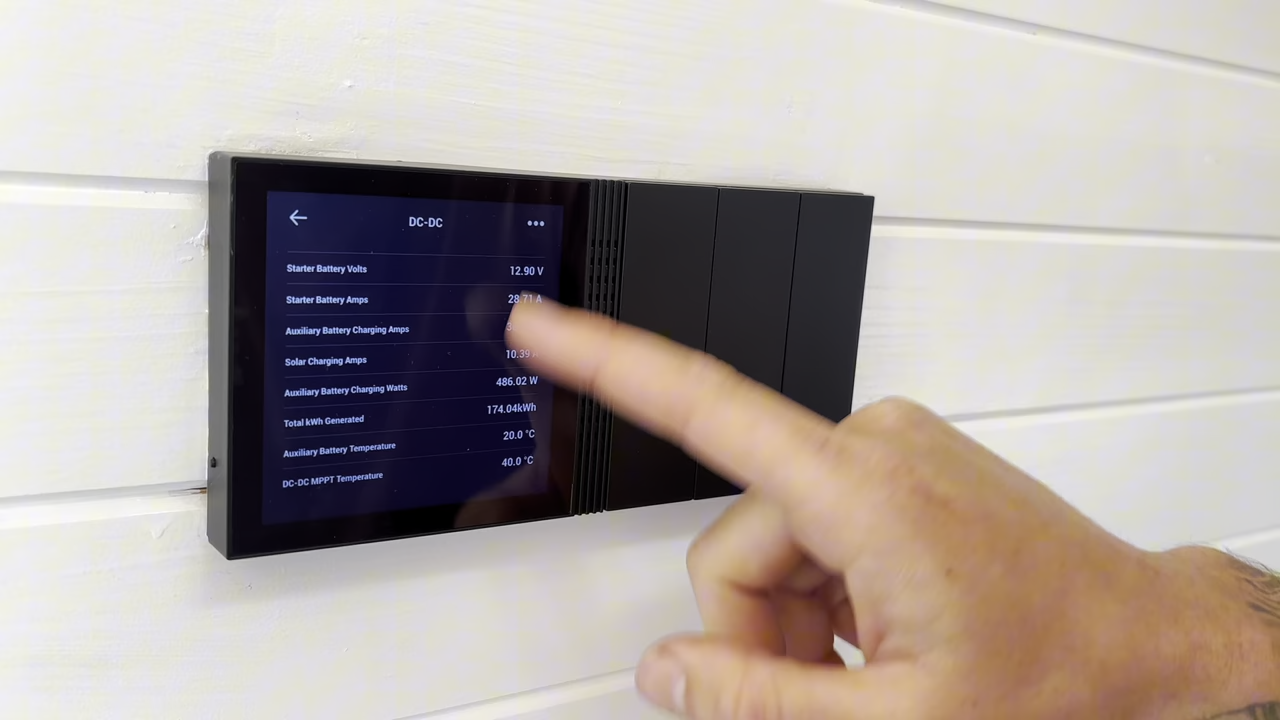 DC-DC
Starter Battery Volts 12.90 V
Starter Battery Amps 28.71 A
Auxiliary Battery Charging Amps
Solar Charging Amps 10.39
Auxiliary Battery Charging Watts 486.02 W
Total kWh Generated 174.04kWh
Auxiliary Battery Temperature 20.0 °C
DC-DC MPPT Temperature 40.0 °C